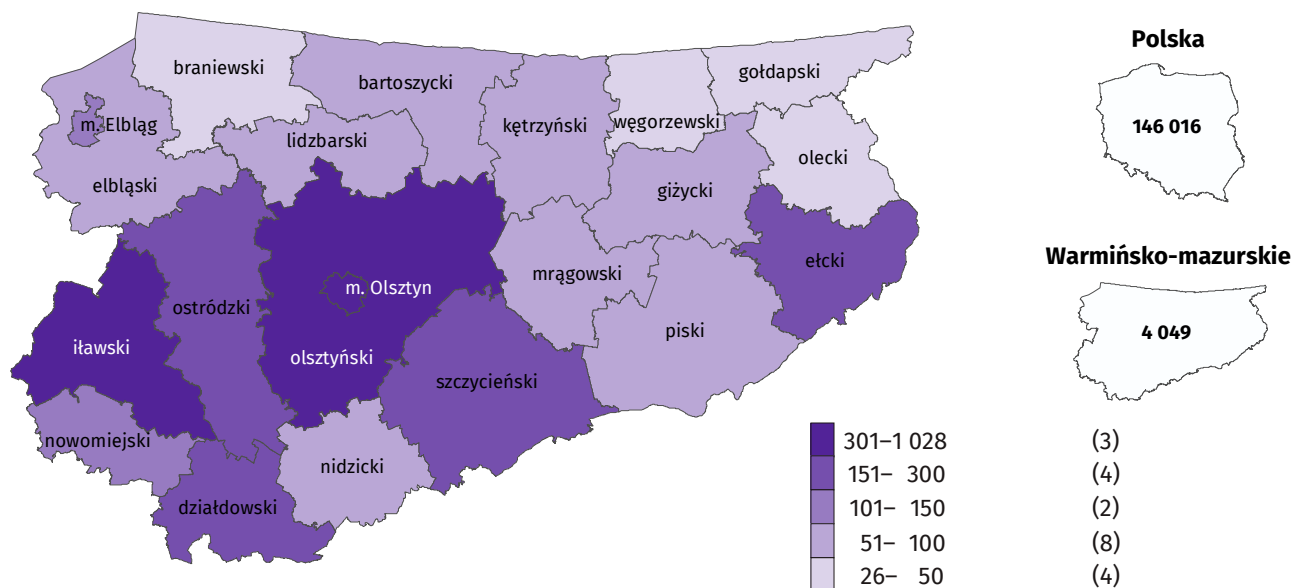 braniewski
bartoszycki
gołdapski
m. Elbląg
lidzbarski
kętrzyński
węgorzewski
olecki
elbląski
giżycki
ostródzki
m. Olsztyn
mrągowski
ełcki
iławski
olsztyński
piski
szczycieński
nowomiejski
nidzicki
działdowski
Polska
146 016
Warmińsko-mazurskie
4 049
301–1 028 (3)
151– 300 (4)
101– 150 (2)
51– 100 (8)
26– 50 (4)